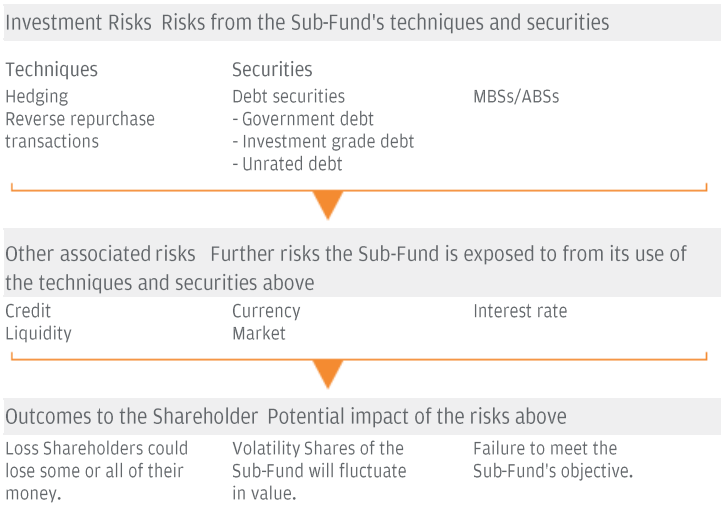 Investment Risks Risks from the Sub-Fund's techniques and securities
Techniques
Hedging
Reverse repurchase
transactions
Securities
Debt securities
- Government debt
- Investment grade debt
- Unrated debt
MBSs/ABSs
Other associated risks Further risks the Sub-Fund is exposed to from its use of
the techniques and securities above
Credit
Liquidity
Currency
Market
Interest rate
Outcomes to the Shareholder Potential impact of the risks above
Loss Shareholders could
lose some or all of their
money.
Volatility Shares of the
Sub-Fund will fluctuate
in value.
Failure to meet the
Sub-Fund's objective.